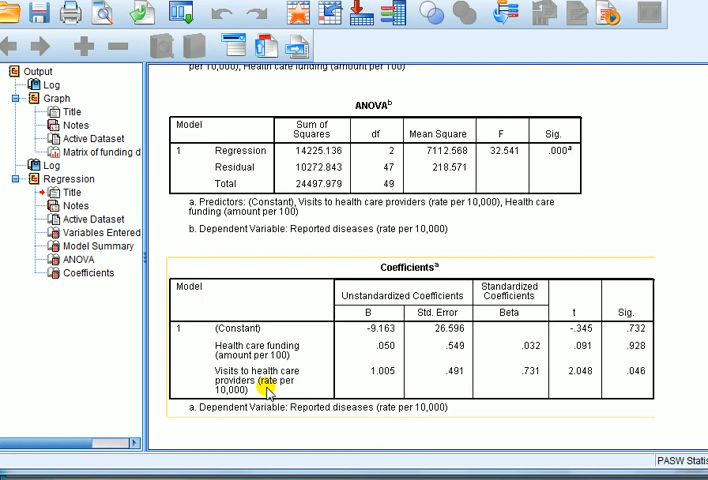 Output
Log
Graph
Title
Notes
Active Dataset
Matrix of funding d
Log
Regression
Title
Notes
Active Dataset
Variables Entered
Model Summary
ANOVA
Coefficients
per 10,000), Health care funding (amount per 100)
ANOVAb
Model Sum of Squares df Mean Square F Sig.
1 Regression 14225.136 2 7112.568 32.541 .000a
Residual 10272.843 47 218.571
Total 24497.979 49
a. Predictors: (Constant), Visits to health care providers (rate per 10,000), Health care
funding (amount per 100)
b. Dependent Variable: Reported diseases (rate per 10,000)
Coefficientsa
Model Unstandardized Coefficients Standardized Coefficients t Sig.
B Std. Error Beta
1 (Constant) -9.163 26.596 -.345 .732
Health care funding .050 .549 .032 .091 .928
(amount per 100)
Visits to health care 1.005 .491 .731 2.048 .046
providers (rate per
10,000)
a. Dependent Variable: Reported diseases (rate per 10,000)
PASW Statis